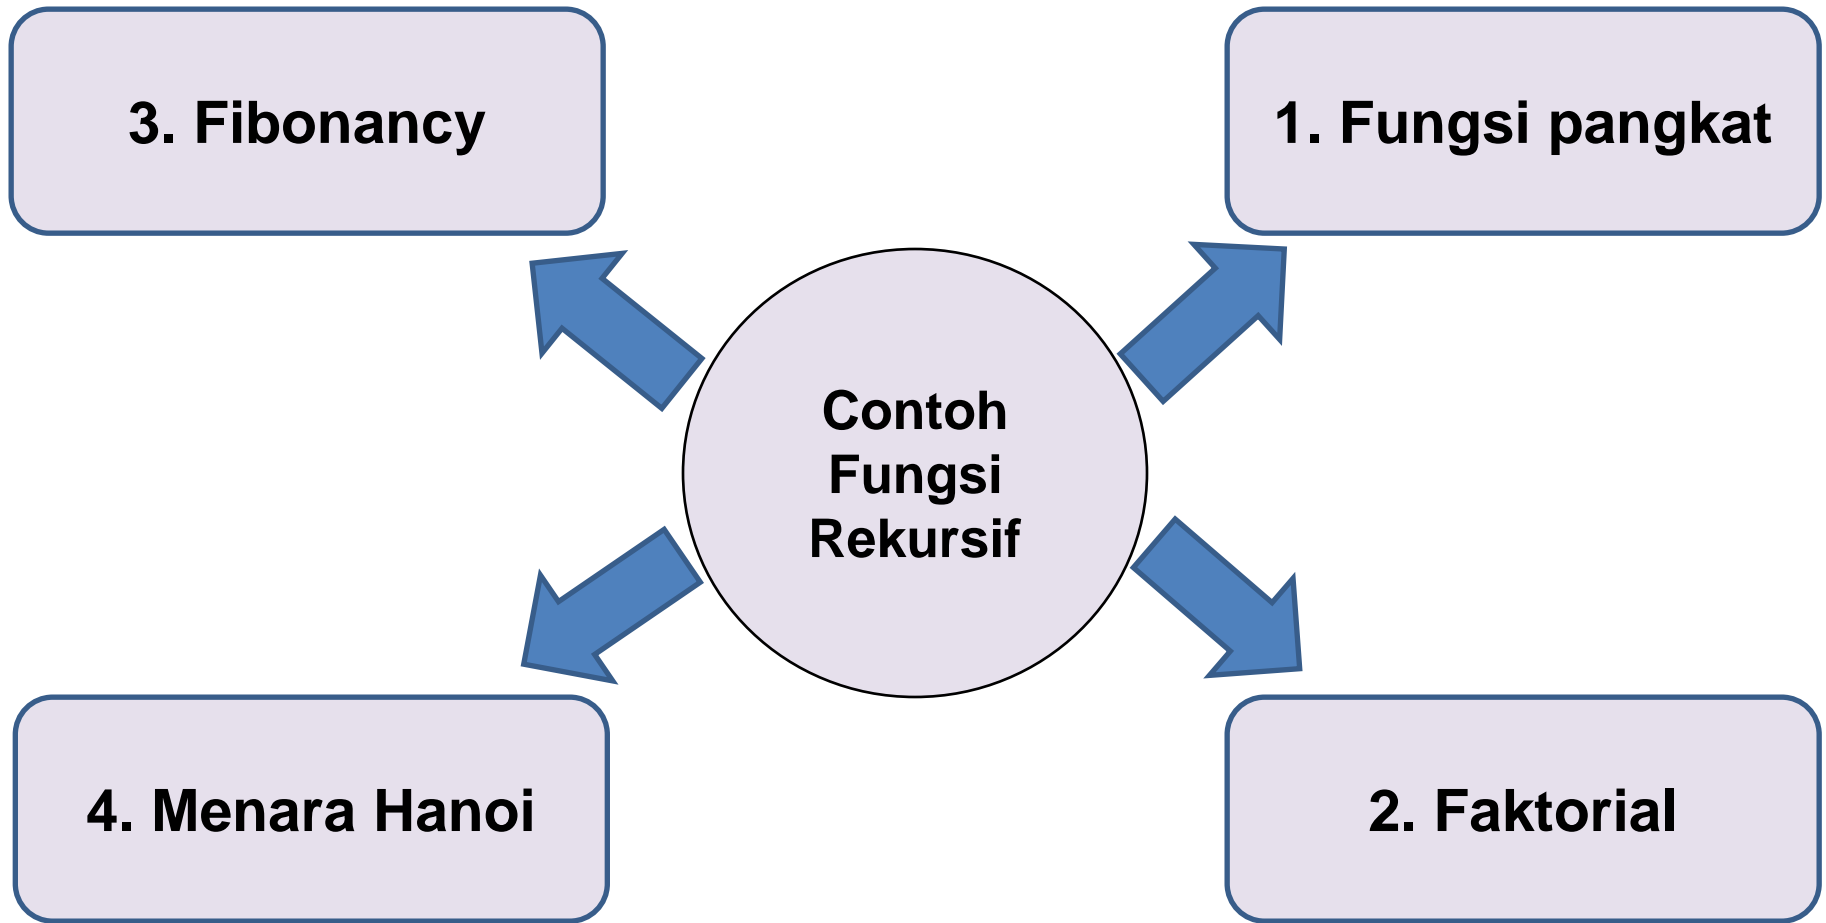 3. Fibonancy
1. Fungsi pangkat
Contoh
Fungsi
Rekursif
4. Menara Hanoi
2. Faktorial